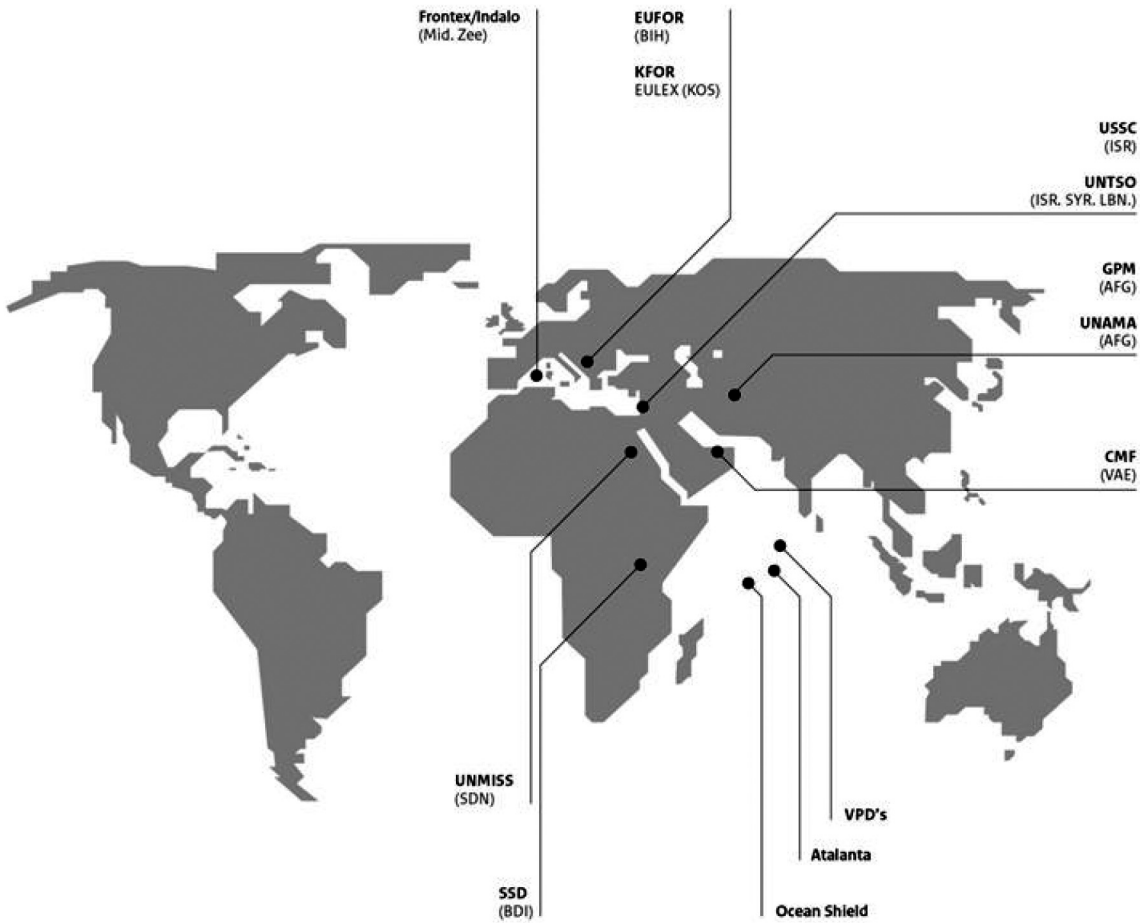 Frontex/Indalo
(Mid. Zee)
EUFOR
(BIH)
KFOR
EULEX (KOS)
USSC
(ISR)
UNTSO
(ISR. SYR. LBN.)
GPM
(AFG)
UNAMA
(AFG)
CMF
(VAE)
UNMISS
(SDN)
VPD's
Atalanta
SSD
(BDI)
Ocean Shield